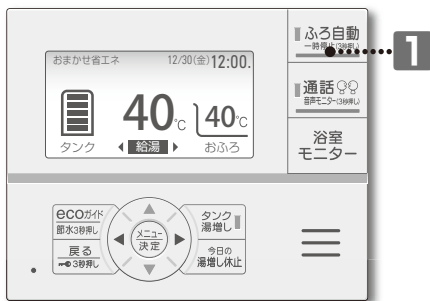 ふろ自動
一時停止(3秒押し)
1
おまかせ省エネ 12/30(金)12:00.
通話
音声モニター(3秒押し)
40℃ 40℃
タンク 給湯 おふろ
浴室
モニター
ecoガイド
節水3秒押し
戻る
3秒押し
メニュー
決定
タンク
湯増し
今日の
湯増し休止